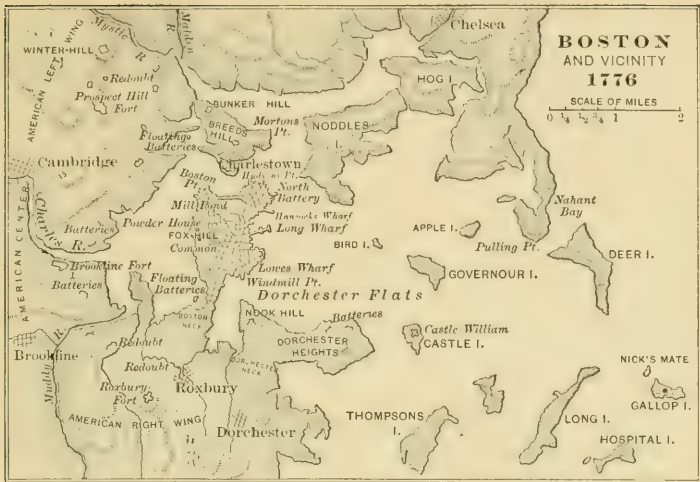 BOSTON
AND VICINITY
1776
SCALE OF MILES
0 ¼ ½ ¾ 1 2
Mystic
R
Malden
R
Chelsea
WINTER-HILL
AMERICAN LEFT WING
Redoubt
Prospect Hill
Fort
HOG I
BUNKER HILL
Mortons
Pt.
NODDLES
I.
BREEDS
HILL
Floating
Batteries
Cambridge
Charlestown
Boston
Pt.
North
Battery
Mill Pond
Hancocks Wharf
Long Wharf
Nahant
Bay
AMERICAN CENTER
Charles
R.
Batteries
Powder House
FOX-HILL
Common
BIRD I.
APPLE I.
Pulling Pt.
DEER I.
Brookline Fort
Batteries
Floating
Batteries
Lowes Wharf
Windmill Pt.
GOVERNOUR I.
Dorchester Flats
BOSTON
NECK
NOOK HILL
Batteries
DORCHESTER
HEIGHTS
Castle William
CASTLE I.
Brookline
Muddy R.
Redoubt
Redoubt
DORCHESTER
NECK
NICK'S MATE
GALLOP I.
Roxbury
Fort
Roxbury
AMERICAN RIGHT WING
Dorchester
THOMPSONS
I.
LONG I.
HOSPITAL I.